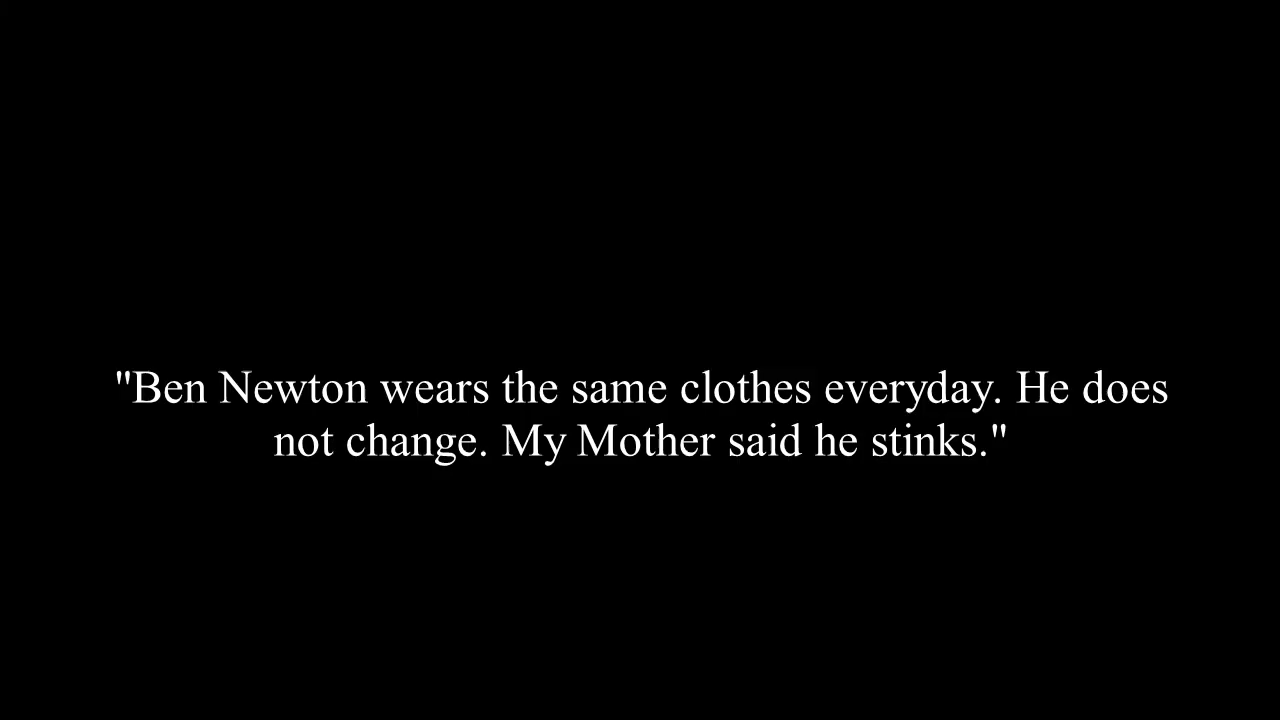 "Ben Newton wears the same clothes everyday. He does
not change. My Mother said he stinks."